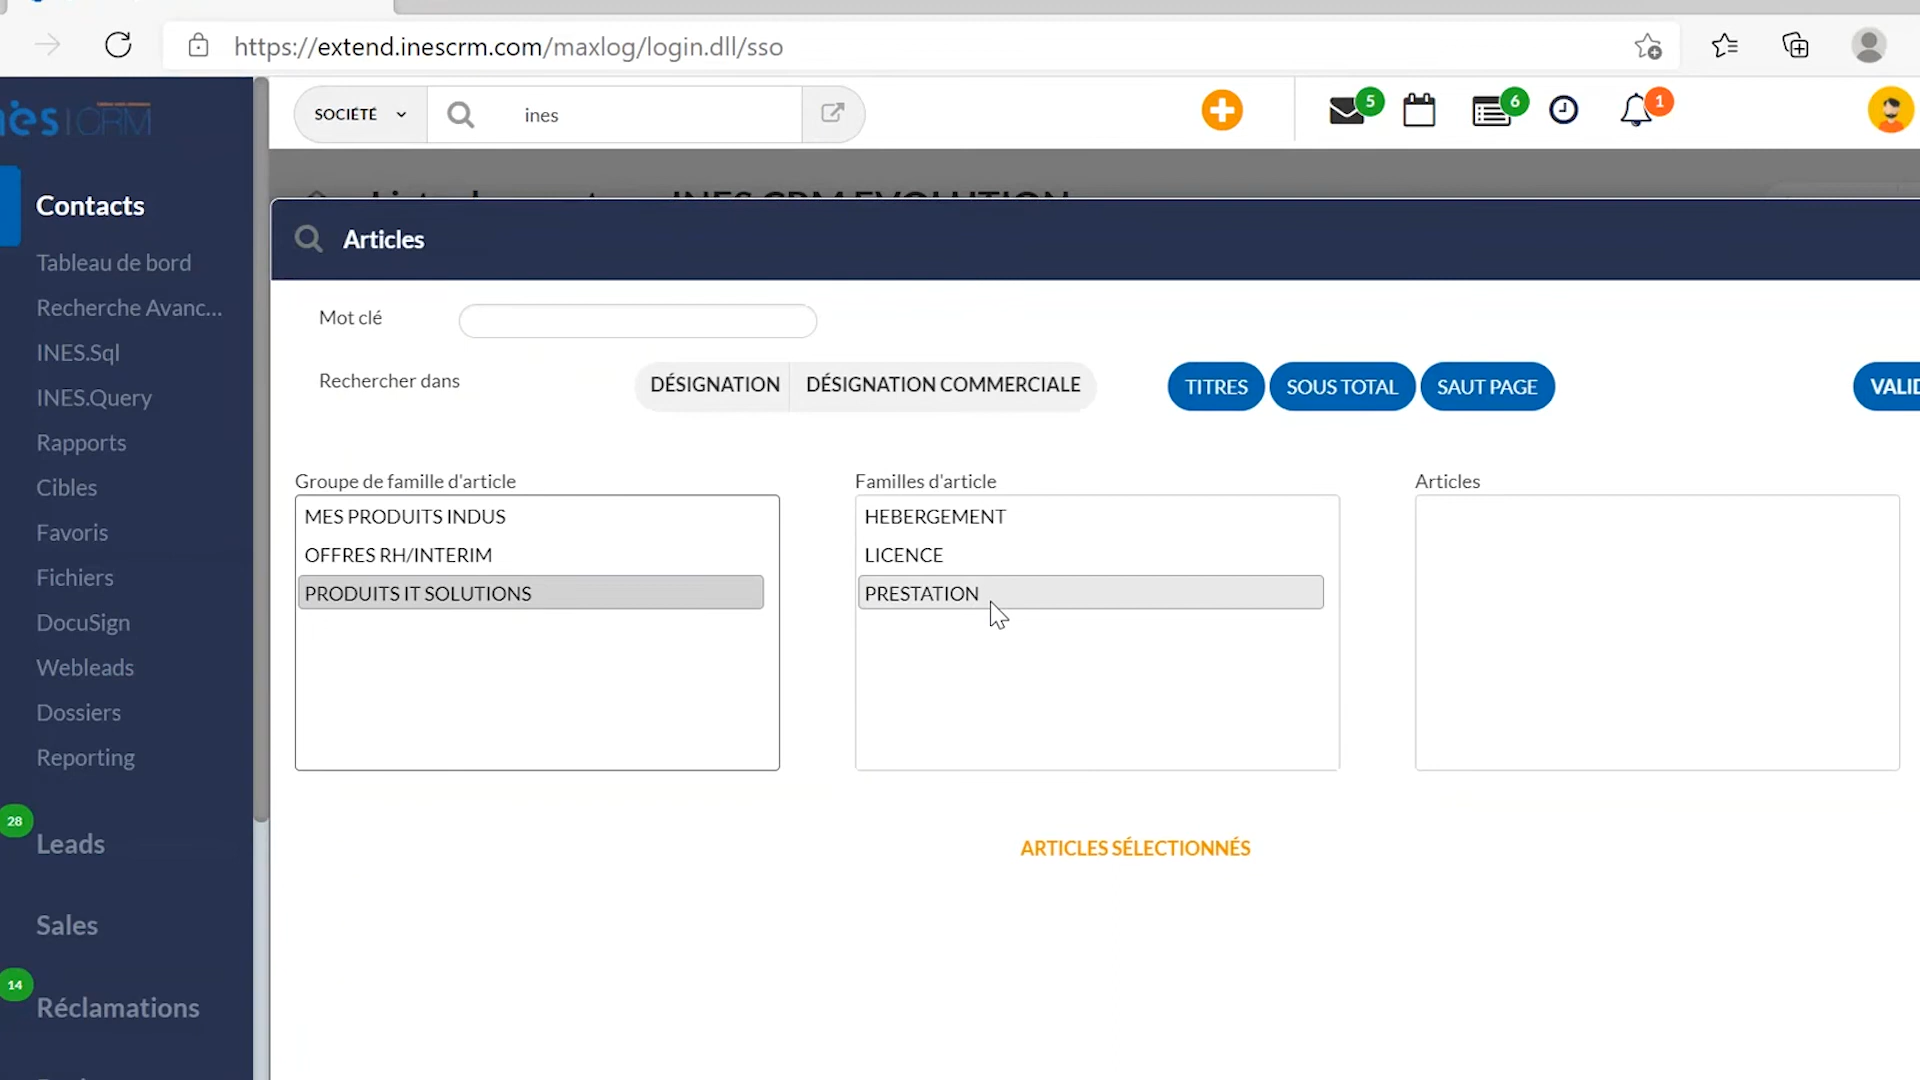 https://extend.inescrm.com/maxlog/login.dll/sso
inès|CRM
SOCIÉTÉ
ines
5
6
1
Contacts
Articles
Tableau de bord
Mot clé
Recherche Avanc...
INES.Sql
Rechercher dans
DÉSIGNATION
DÉSIGNATION COMMERCIALE
TITRES
SOUS TOTAL
SAUT PAGE
VALID
INES.Query
Rapports
Cibles
Favoris
Fichiers
DocuSign
Webleads
Dossiers
Reporting
Groupe de famille d'article
MES PRODUITS INDUS
OFFRES RH/INTERIM
PRODUITS IT SOLUTIONS
Familles d'article
HEBERGEMENT
LICENCE
PRESTATION
Articles
28
Leads
ARTICLES SÉLECTIONNÉS
Sales
14
Réclamations